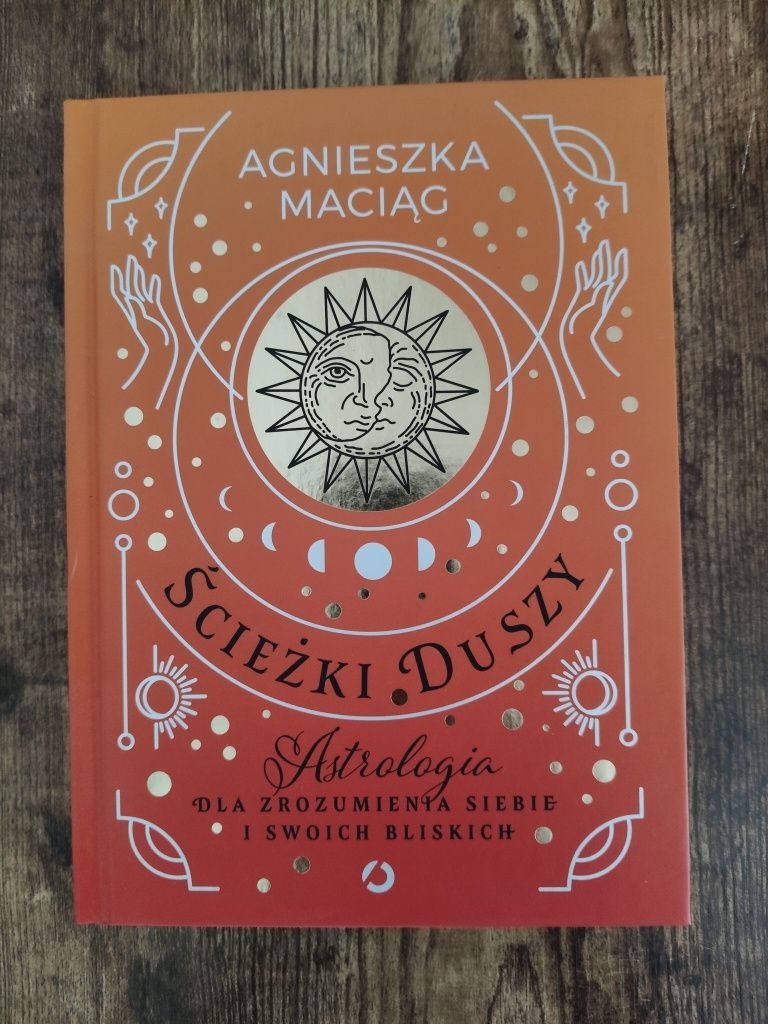 AGNIESZKA
MACIĄG
ŚCIEŻKI DUSZY
Astrologia
DLA ZROZUMIENIA SIEBIE
I SWOICH BLISKICH